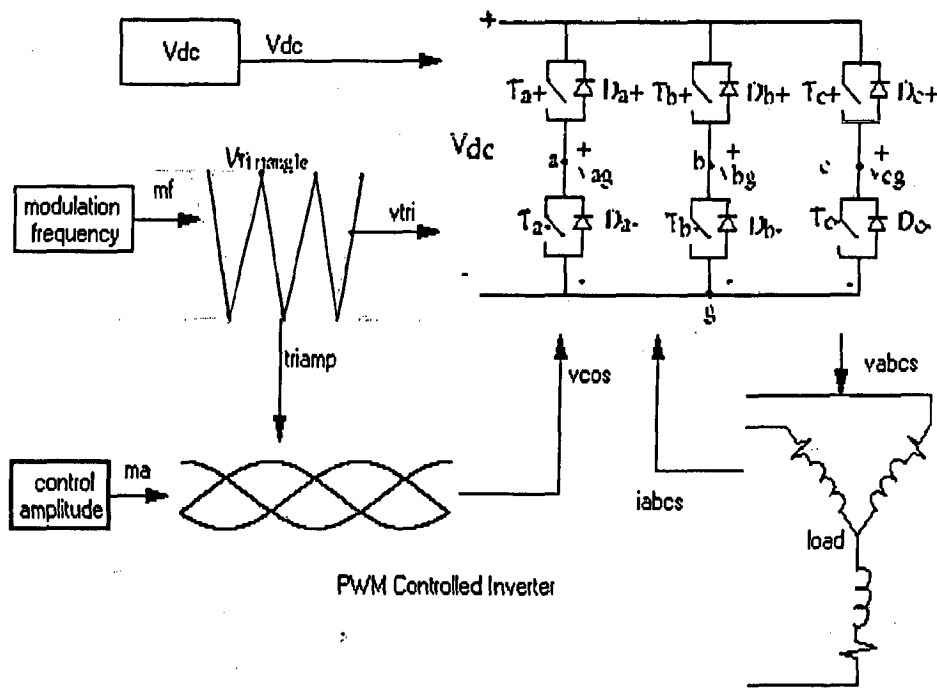 +
Vdc
Vdc
Ta+
Da+
Tb+
Db+
Tc+
Dc+
Vdc
a
+
vag
b
+
vbg
c
+
vcg
Vtriangle
modulation
frequency
mf
vtri
Ta-
Da-
Tb-
Db-
Tc-
Dc-
-
-
-
-
g
triamp
vcos
vabcs
control
amplitude
ma
iabcs
load
PWM Controlled Inverter